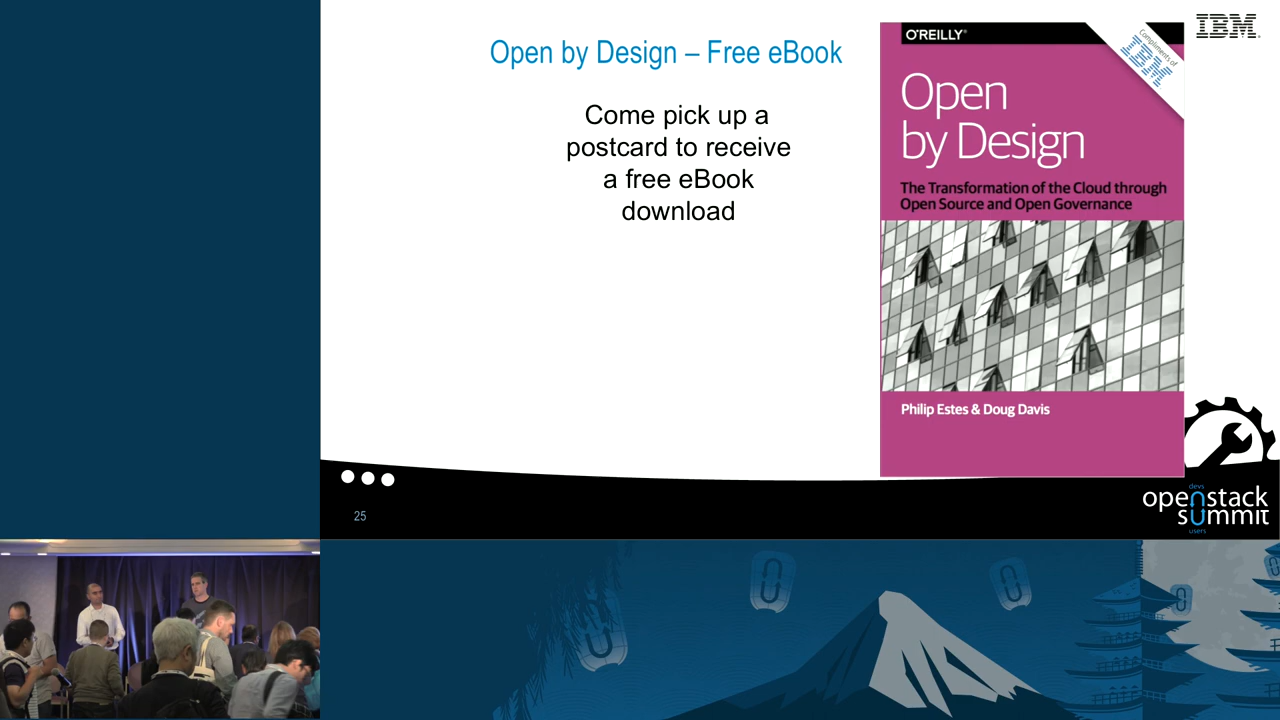 Open by Design – Free eBook
Come pick up a
postcard to receive
a free eBook
download
O'REILLY®
Compliments of
IBM
Open
by Design
The Transformation of the Cloud through
Open Source and Open Governance
Philip Estes & Doug Davis
IBM®
25
devs
openstack
summit
users